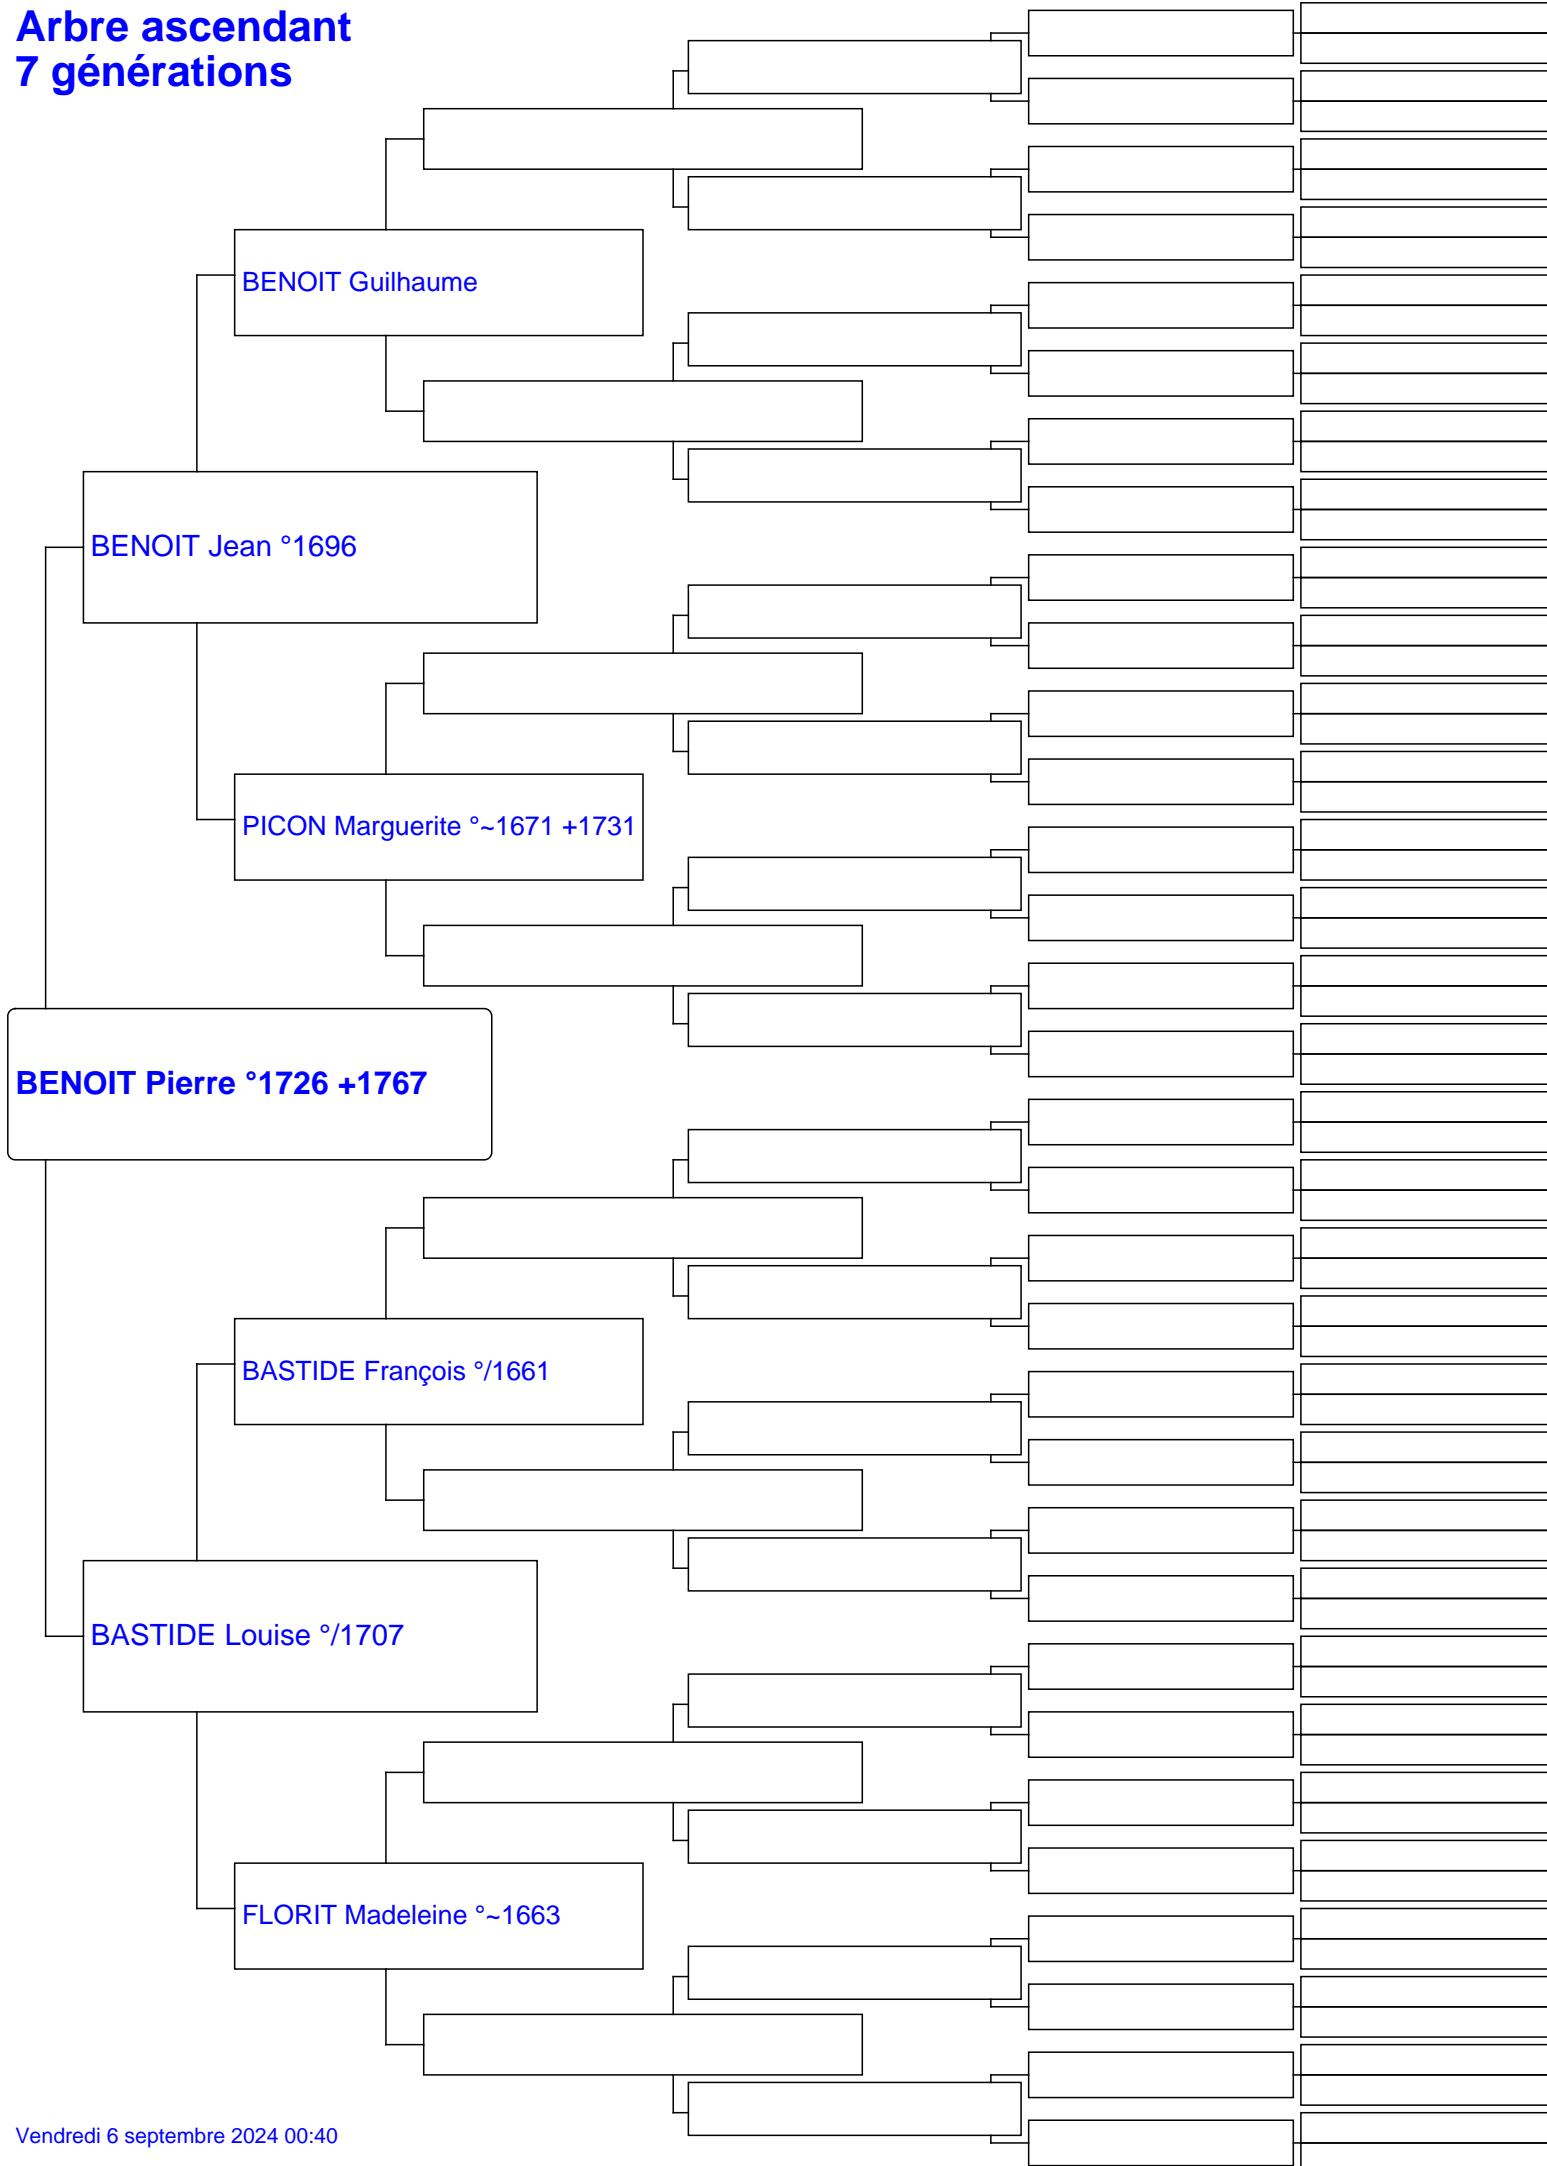 Arbre ascendant
7 générations
BENOIT Guilhaume
BENOIT Jean °1696
PICON Marguerite °~1671 +1731
BENOIT Pierre °1726 +1767
BASTIDE François °/1661
BASTIDE Louise °/1707
FLORIT Madeleine °~1663
Vendredi 6 septembre 2024 00:40